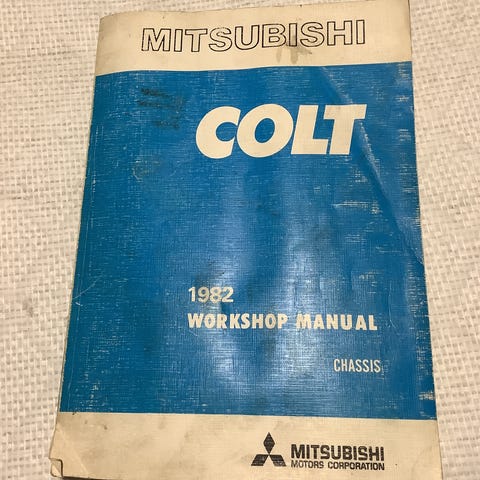 MITSUBISHI
COLT
1982
WORKSHOP MANUAL
CHASSIS
MITSUBISHI
MOTORS CORPORATION